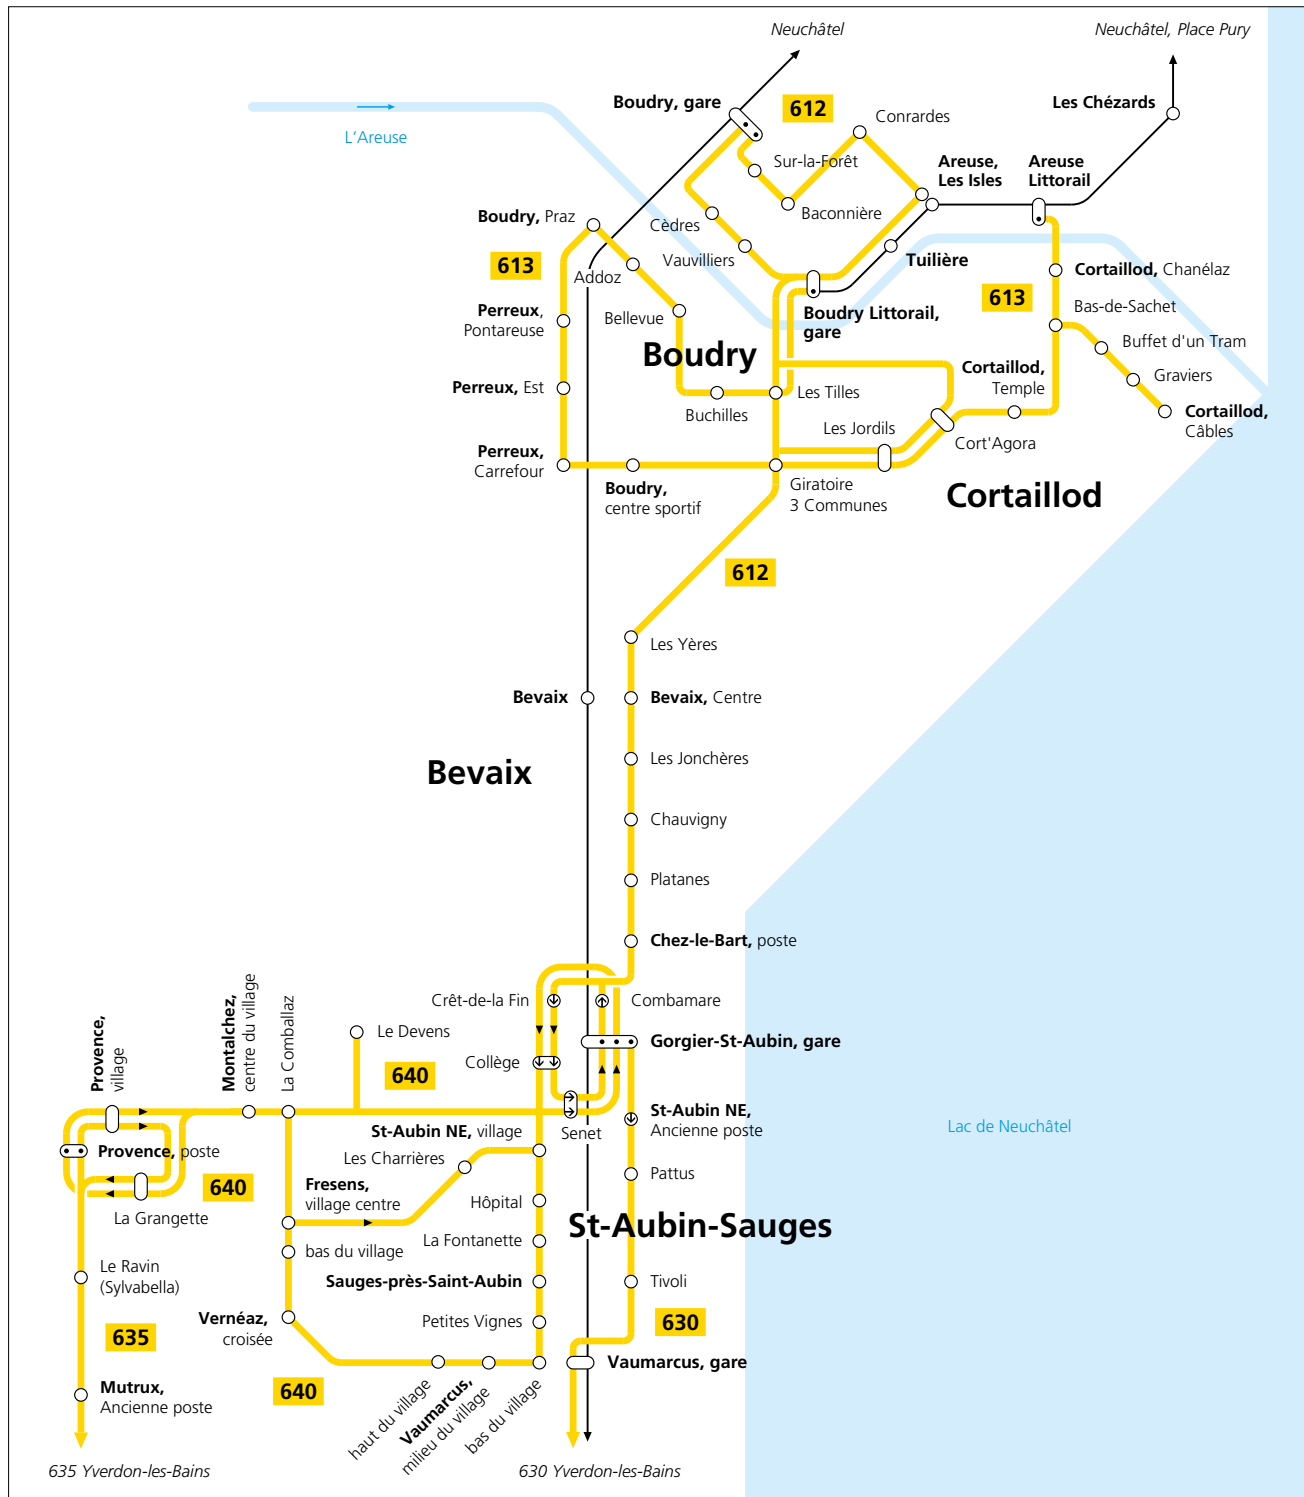 Neuchâtel
Neuchâtel, Place Pury
Boudry, gare
612
Conrardes
Les Chézards
L'Areuse
Sur-la-Forêt
Areuse,
Les Isles
Areuse
Littorail
Baconnière
Boudry, Praz
Cèdres
613
Vauvilliers
Tuilière
Addoz
Cortaillod, Chanélaz
613
Perreux,
Pontareuse
Bellevue
Boudry Littorail,
gare
Bas-de-Sachet
Buffet d'un Tram
Boudry
Cortaillod,
Temple
Graviers
Perreux, Est
Les Tilles
Buchilles
Cortaillod,
Câbles
Les Jordils
Cort'Agora
Perreux,
Carrefour
Boudry,
centre sportif
Giratoire
3 Communes
Cortaillod
612
Les Yères
Bevaix
Bevaix, Centre
Les Jonchères
Bevaix
Chauvigny
Platanes
Chez-le-Bart, poste
Crêt-de-la Fin
Combamare
Provence,
village
Montalchez,
centre du village
La Comballaz
Le Devens
Gorgier-St-Aubin, gare
Collège
640
St-Aubin NE,
Ancienne poste
Lac de Neuchâtel
St-Aubin NE, village
Senet
Provence, poste
Les Charrières
Pattus
640
Fresens,
village centre
Hôpital
La Grangette
St-Aubin-Sauges
La Fontanette
bas du village
Le Ravin
(Sylvabella)
Sauges-près-Saint-Aubin
Tivoli
Vernéaz,
croisée
Petites Vignes
630
635
Vaumarcus, gare
Mutrux,
Ancienne poste
640
haut du village
Vaumarcus,
milieu du village
bas du village
635 Yverdon-les-Bains
630 Yverdon-les-Bains